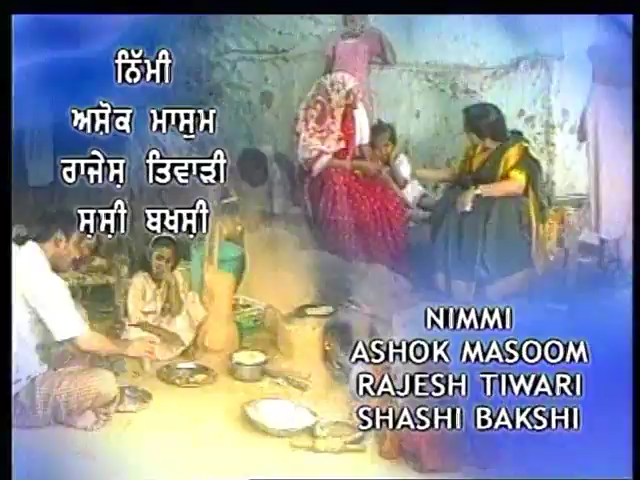 ਨਿੱਮੀ
ਅਸ਼ੋਕ ਮਾਸੂਮ
ਰਾਜੇਸ਼ ਤਿਵਾੜੀ
ਸ਼ਸ਼ੀ ਬਖਸ਼ੀ
NIMMI
ASHOK MASOOM
RAJESH TIWARI
SHASHI BAKSHI